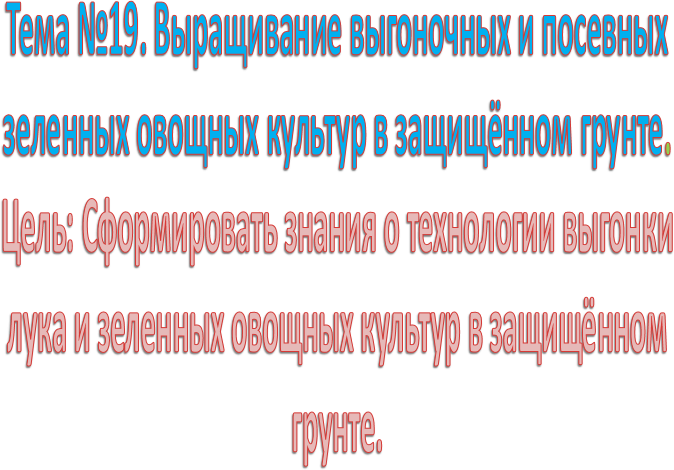 Тема №19. Выращивание выгоночных и посевных
зеленных овощных культур в защищённом грунте.
Цель: Сформировать знания о технологии выгонки
лука и зеленных овощных культур в защищённом
грунте.